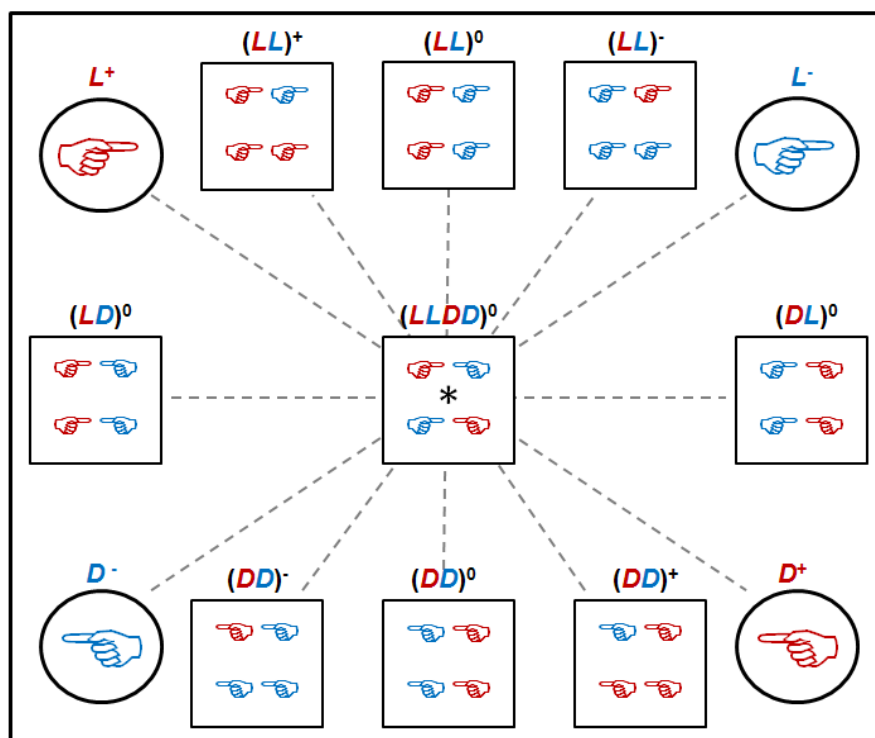 (LL)⁺ (LL)⁰ (LL)⁻
L⁺ L⁻
(LD)⁰ (LLDD)⁰ (DL)⁰
*
D⁻ (DD)⁻ (DD)⁰ (DD)⁺ D⁺